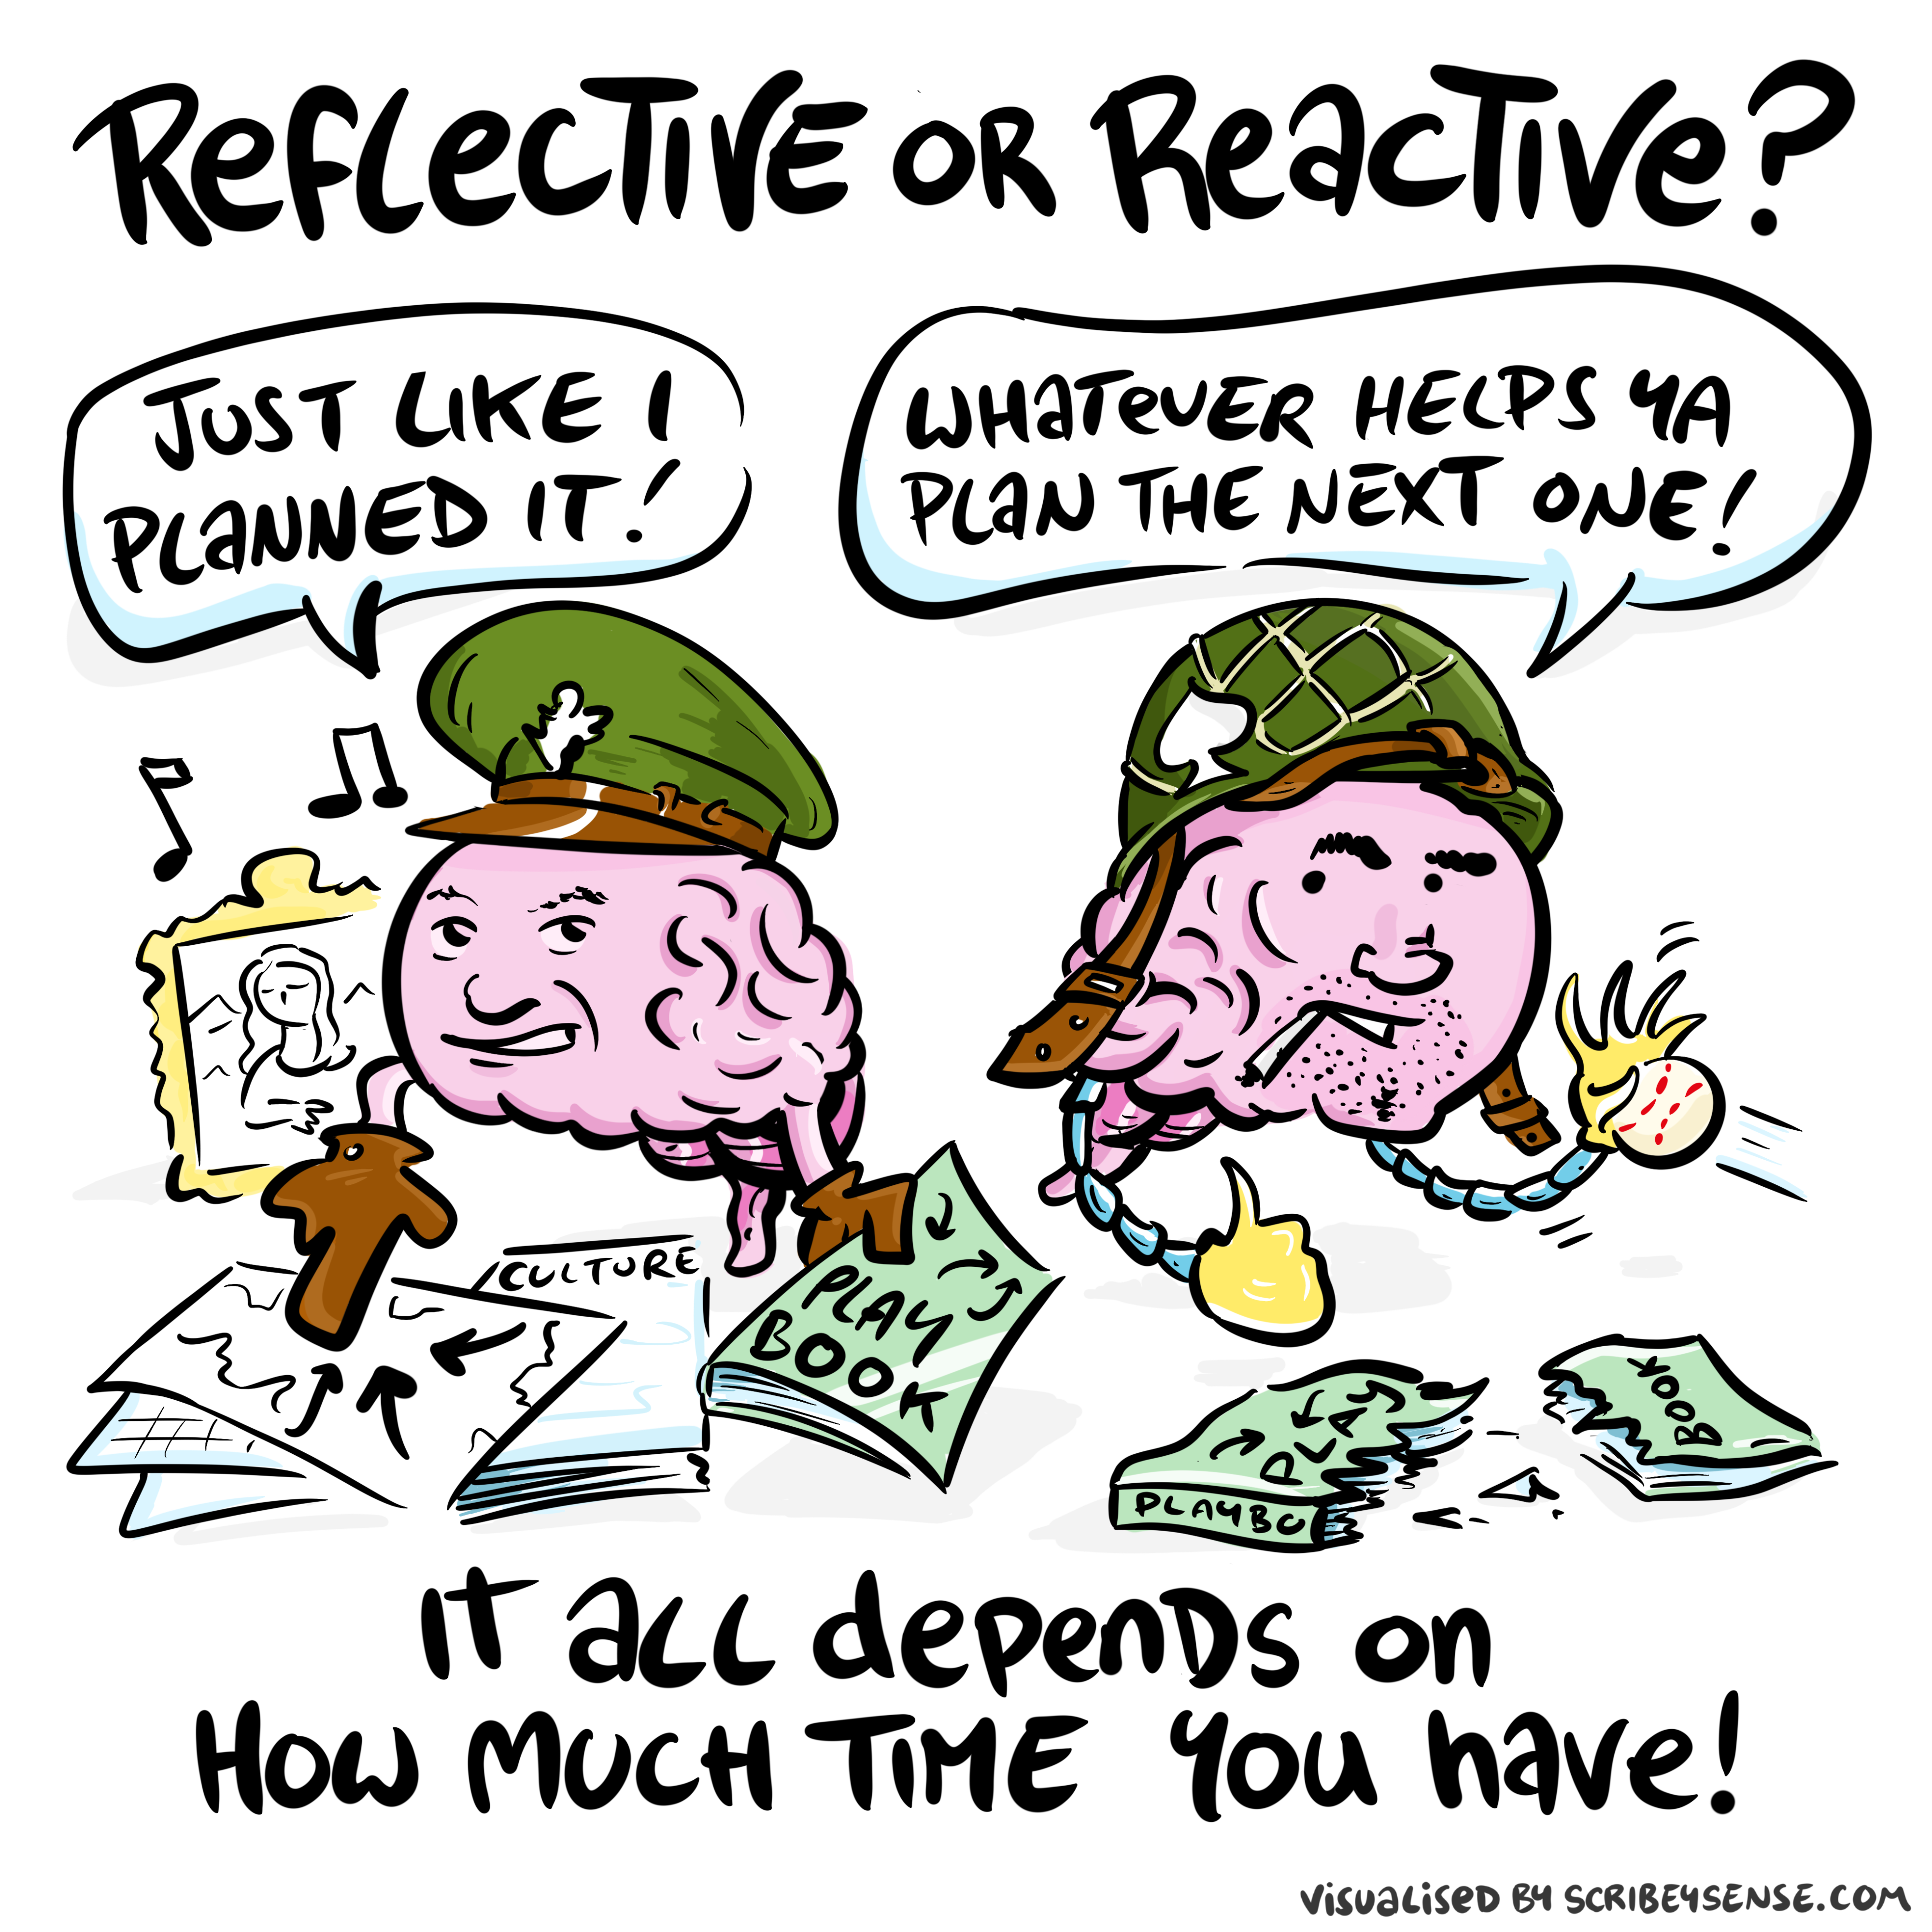 Reflective or Reactive?
Just like I
planned it!
Whatever helps ya
plan the next one!
Culture
Play
Book
Play
Playbo
Book
It all depends on
How much time you have!
Visualised by scribeysense.com